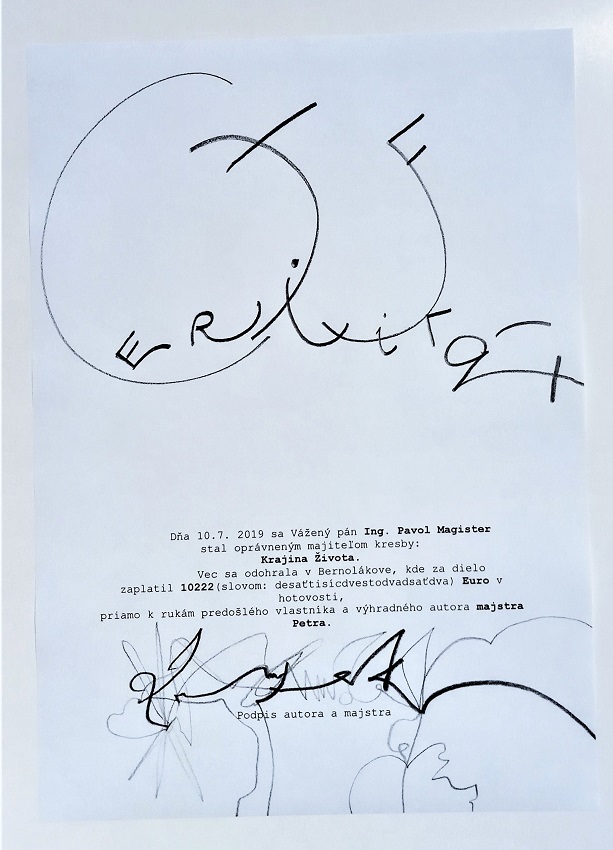 CERTifikát
Dňa 10.7. 2019 sa Vážený pán Ing. Pavol Magister
stal oprávneným majiteľom kresby:
Krajina Života.
Vec sa odohrala v Bernolákove, kde za dielo
zaplatil 10222(slovom: desaťtisícdvestodvadsaťdva) Euro v
hotovosti,
priamo k rukám predošlého vlastníka a výhradného autora majstra
Petra.
Podpis autora a majstra